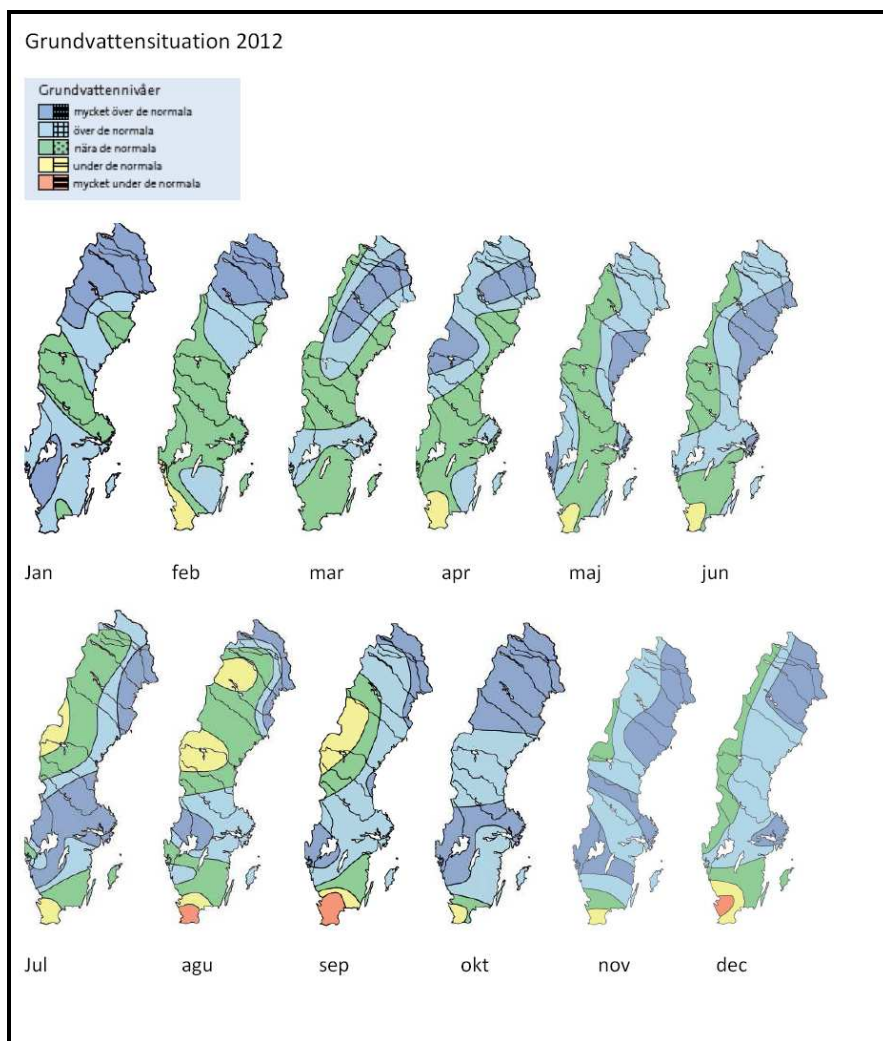 Grundvattensituation 2012
Grundvattennivåer
mycket över de normala
över de normala
nära de normala
under de normala
mycket under de normala
Jan feb mar apr maj jun
Jul agu sep okt nov dec